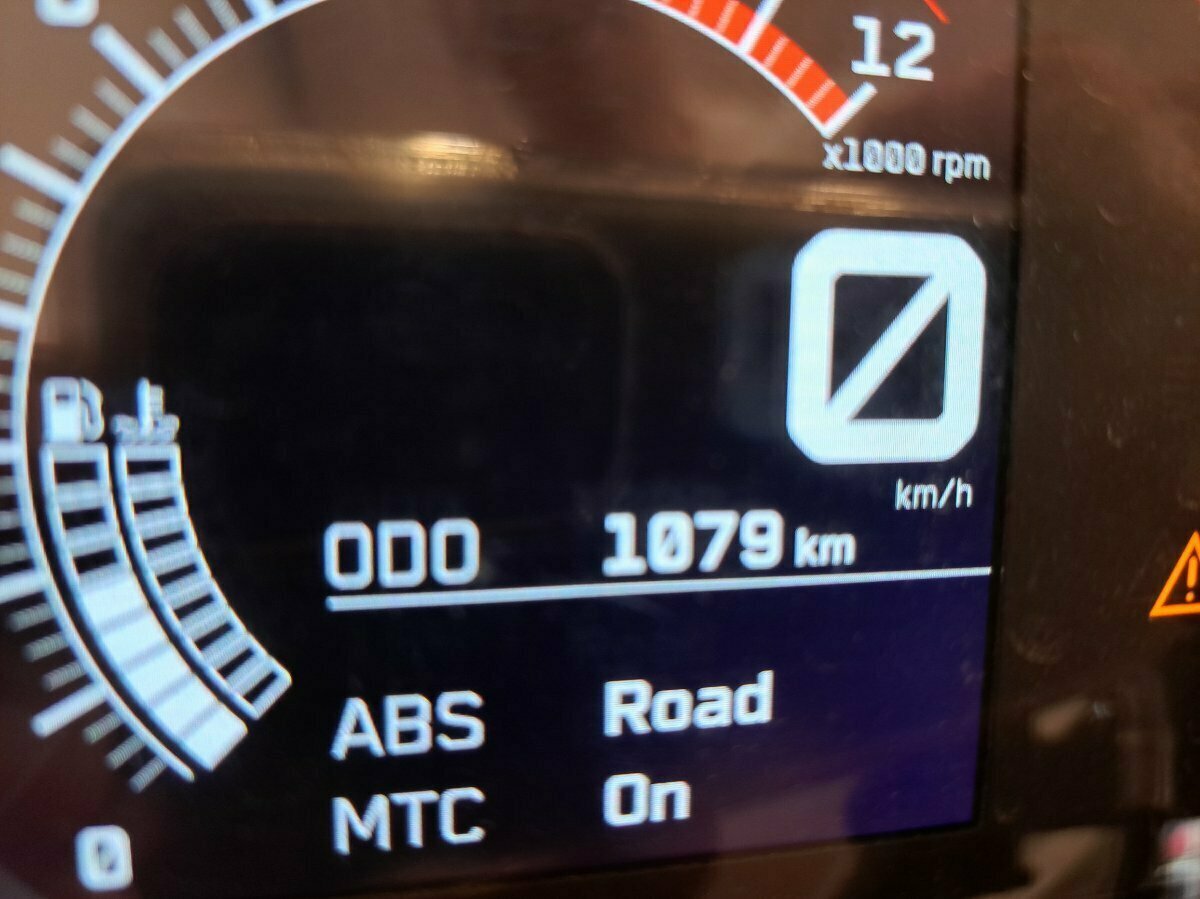 12
x1000 rpm
0
km/h
ODO 1079 km
ABS Road
MTC On
0